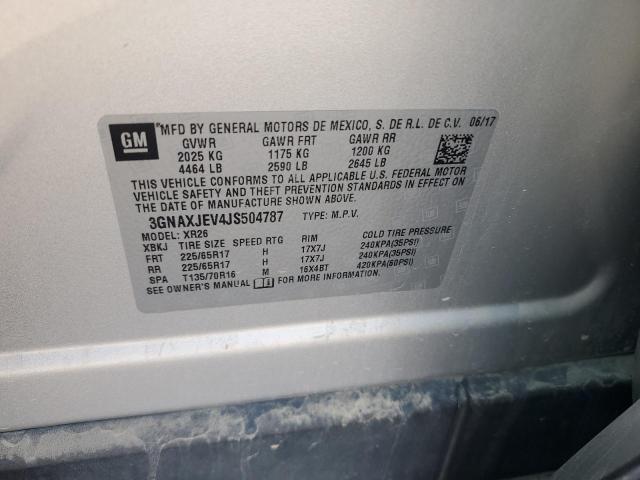 GM
*MFD BY GENERAL MOTORS DE MEXICO, S. DE R.L. DE C.V. 06/17
GVWR GAWR FRT GAWR RR
2025 KG 1175 KG 1200 KG
4464 LB 2590 LB 2645 LB
THIS VEHICLE CONFORMS TO ALL APPLICABLE U.S. FEDERAL MOTOR
VEHICLE SAFETY AND THEFT PREVENTION STANDARDS IN EFFECT ON
THE DATE OF MANUFACTURE SHOWN ABOVE.
3GNAXJEV4JS504787 TYPE: M.P.V.
MODEL: XR26
XBKJ TIRE SIZE SPEED RTG RIM COLD TIRE PRESSURE
FRT 225/65R17 H 17X7J 240KPA(35PSI)
RR 225/65R17 H 17X7J 240KPA(35PSI)
SPA T135/70R16 M 16X4BT 420KPA(60PSI)
SEE OWNER'S MANUAL FOR MORE INFORMATION.